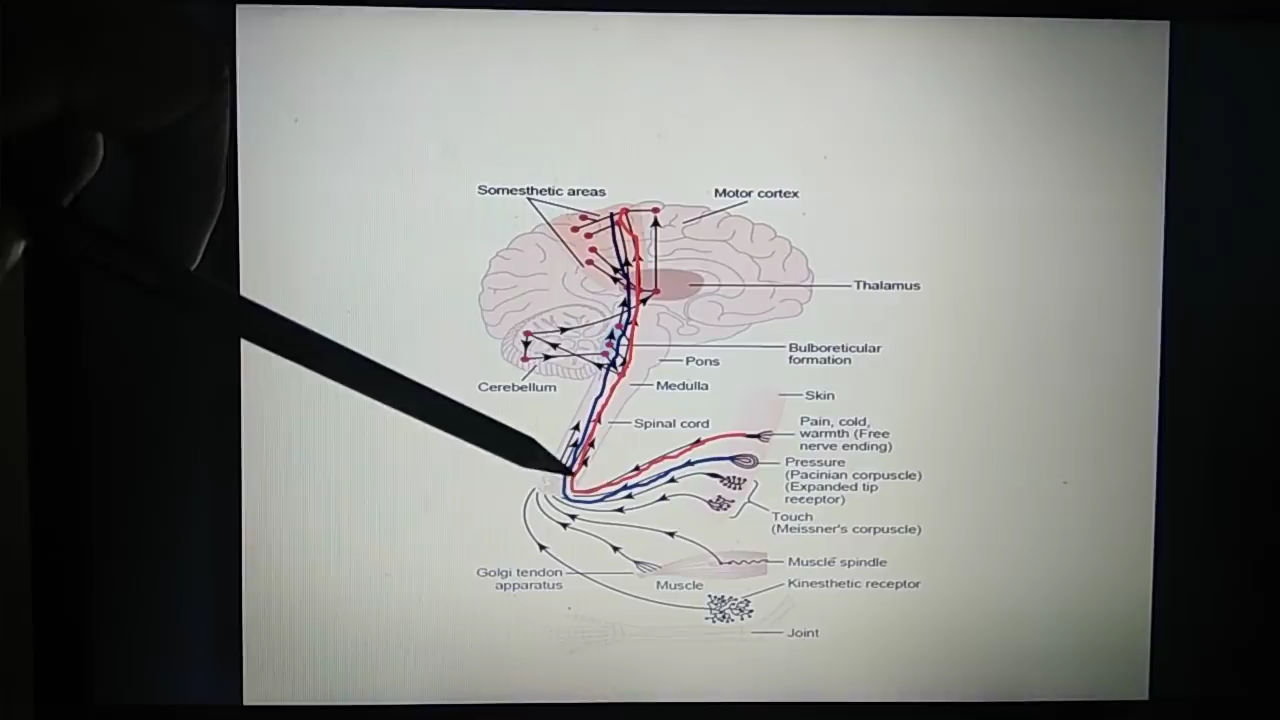 Somesthetic areas
Motor cortex
Thalamus
Bulboreticular
formation
Pons
Cerebellum
Medulla
Skin
Spinal cord
Pain, cold,
warmth (Free
nerve ending)
Pressure
(Pacinian corpuscle)
(Expanded tip
receptor)
Touch
(Meissner's corpuscle)
Muscle spindle
Golgi tendon
apparatus
Muscle
Kinesthetic receptor
Joint